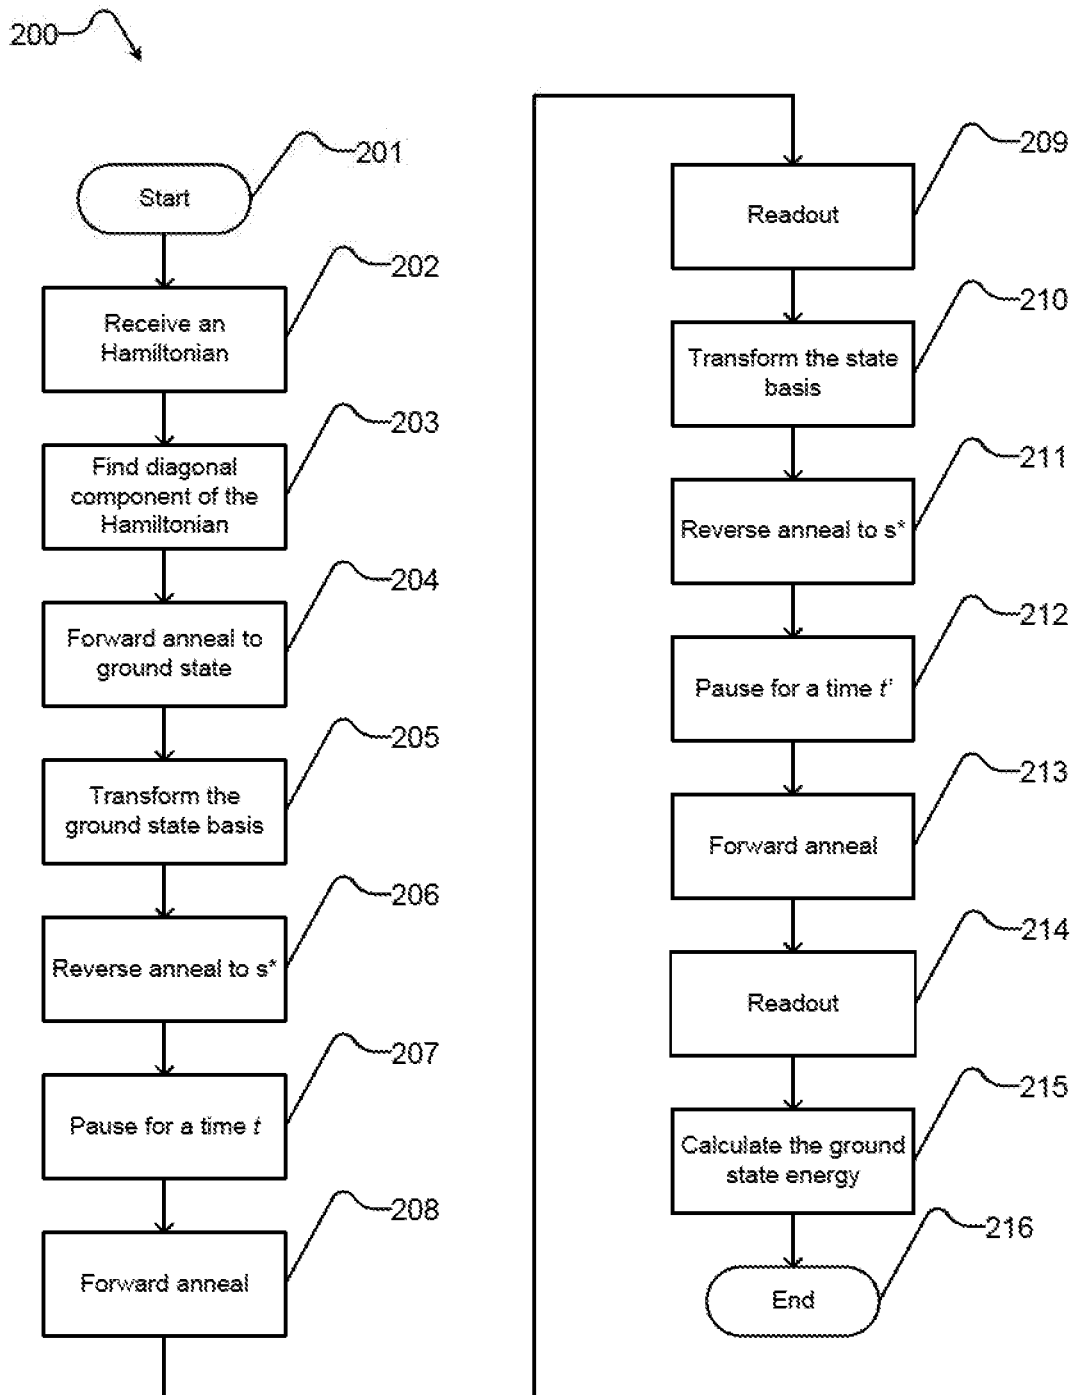 200
201
Start
202
Receive an
Hamiltonian
203
Find diagonal
component of the
Hamiltonian
204
Forward anneal to
ground state
205
Transform the
ground state basis
206
Reverse anneal to s*
207
Pause for a time t
208
Forward anneal
209
Readout
210
Transform the state
basis
211
Reverse anneal to s*
212
Pause for a time t'
213
Forward anneal
214
Readout
215
Calculate the ground
state energy
216
End